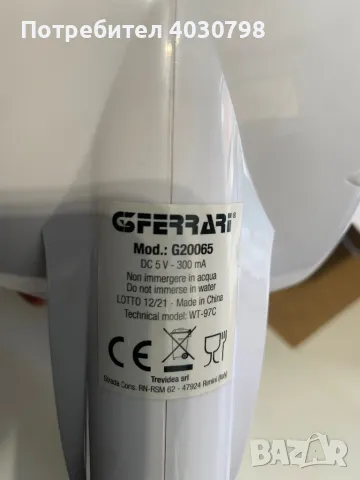 Потребител 4030798
G3FERRARI
Mod.: G20065
DC 5 V - 300 mA
Non immergere in acqua
Do not immerse in water
LOTTO 12/21 - Made in China
Technical model: WT-97C
CE
Trevidea srl
Strada Cons. RN-RSM 62 - 47924 Rimini (Italy)
BAZAR